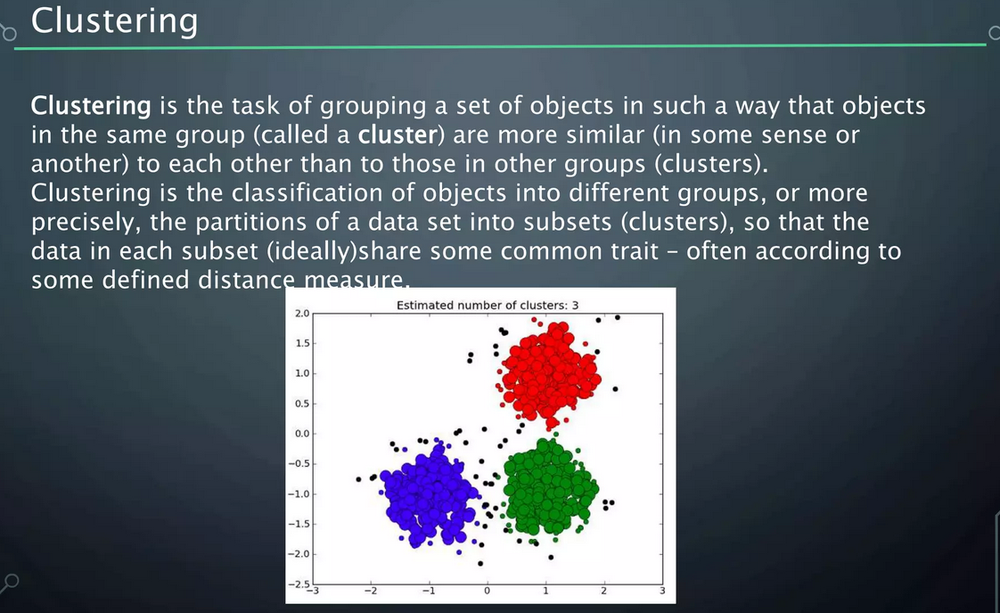 Clustering
Clustering is the task of grouping a set of objects in such a way that objects
in the same group (called a cluster) are more similar (in some sense or
another) to each other than to those in other groups (clusters).
Clustering is the classification of objects into different groups, or more
precisely, the partitions of a data set into subsets (clusters), so that the
data in each subset (ideally)share some common trait – often according to
some defined distance measure.
Estimated number of clusters: 3
2.0
1.5
1.0
0.5
0.0
−0.5
−1.0
−1.5
−2.0
−2.5
−3 −2 −1 0 1 2 3